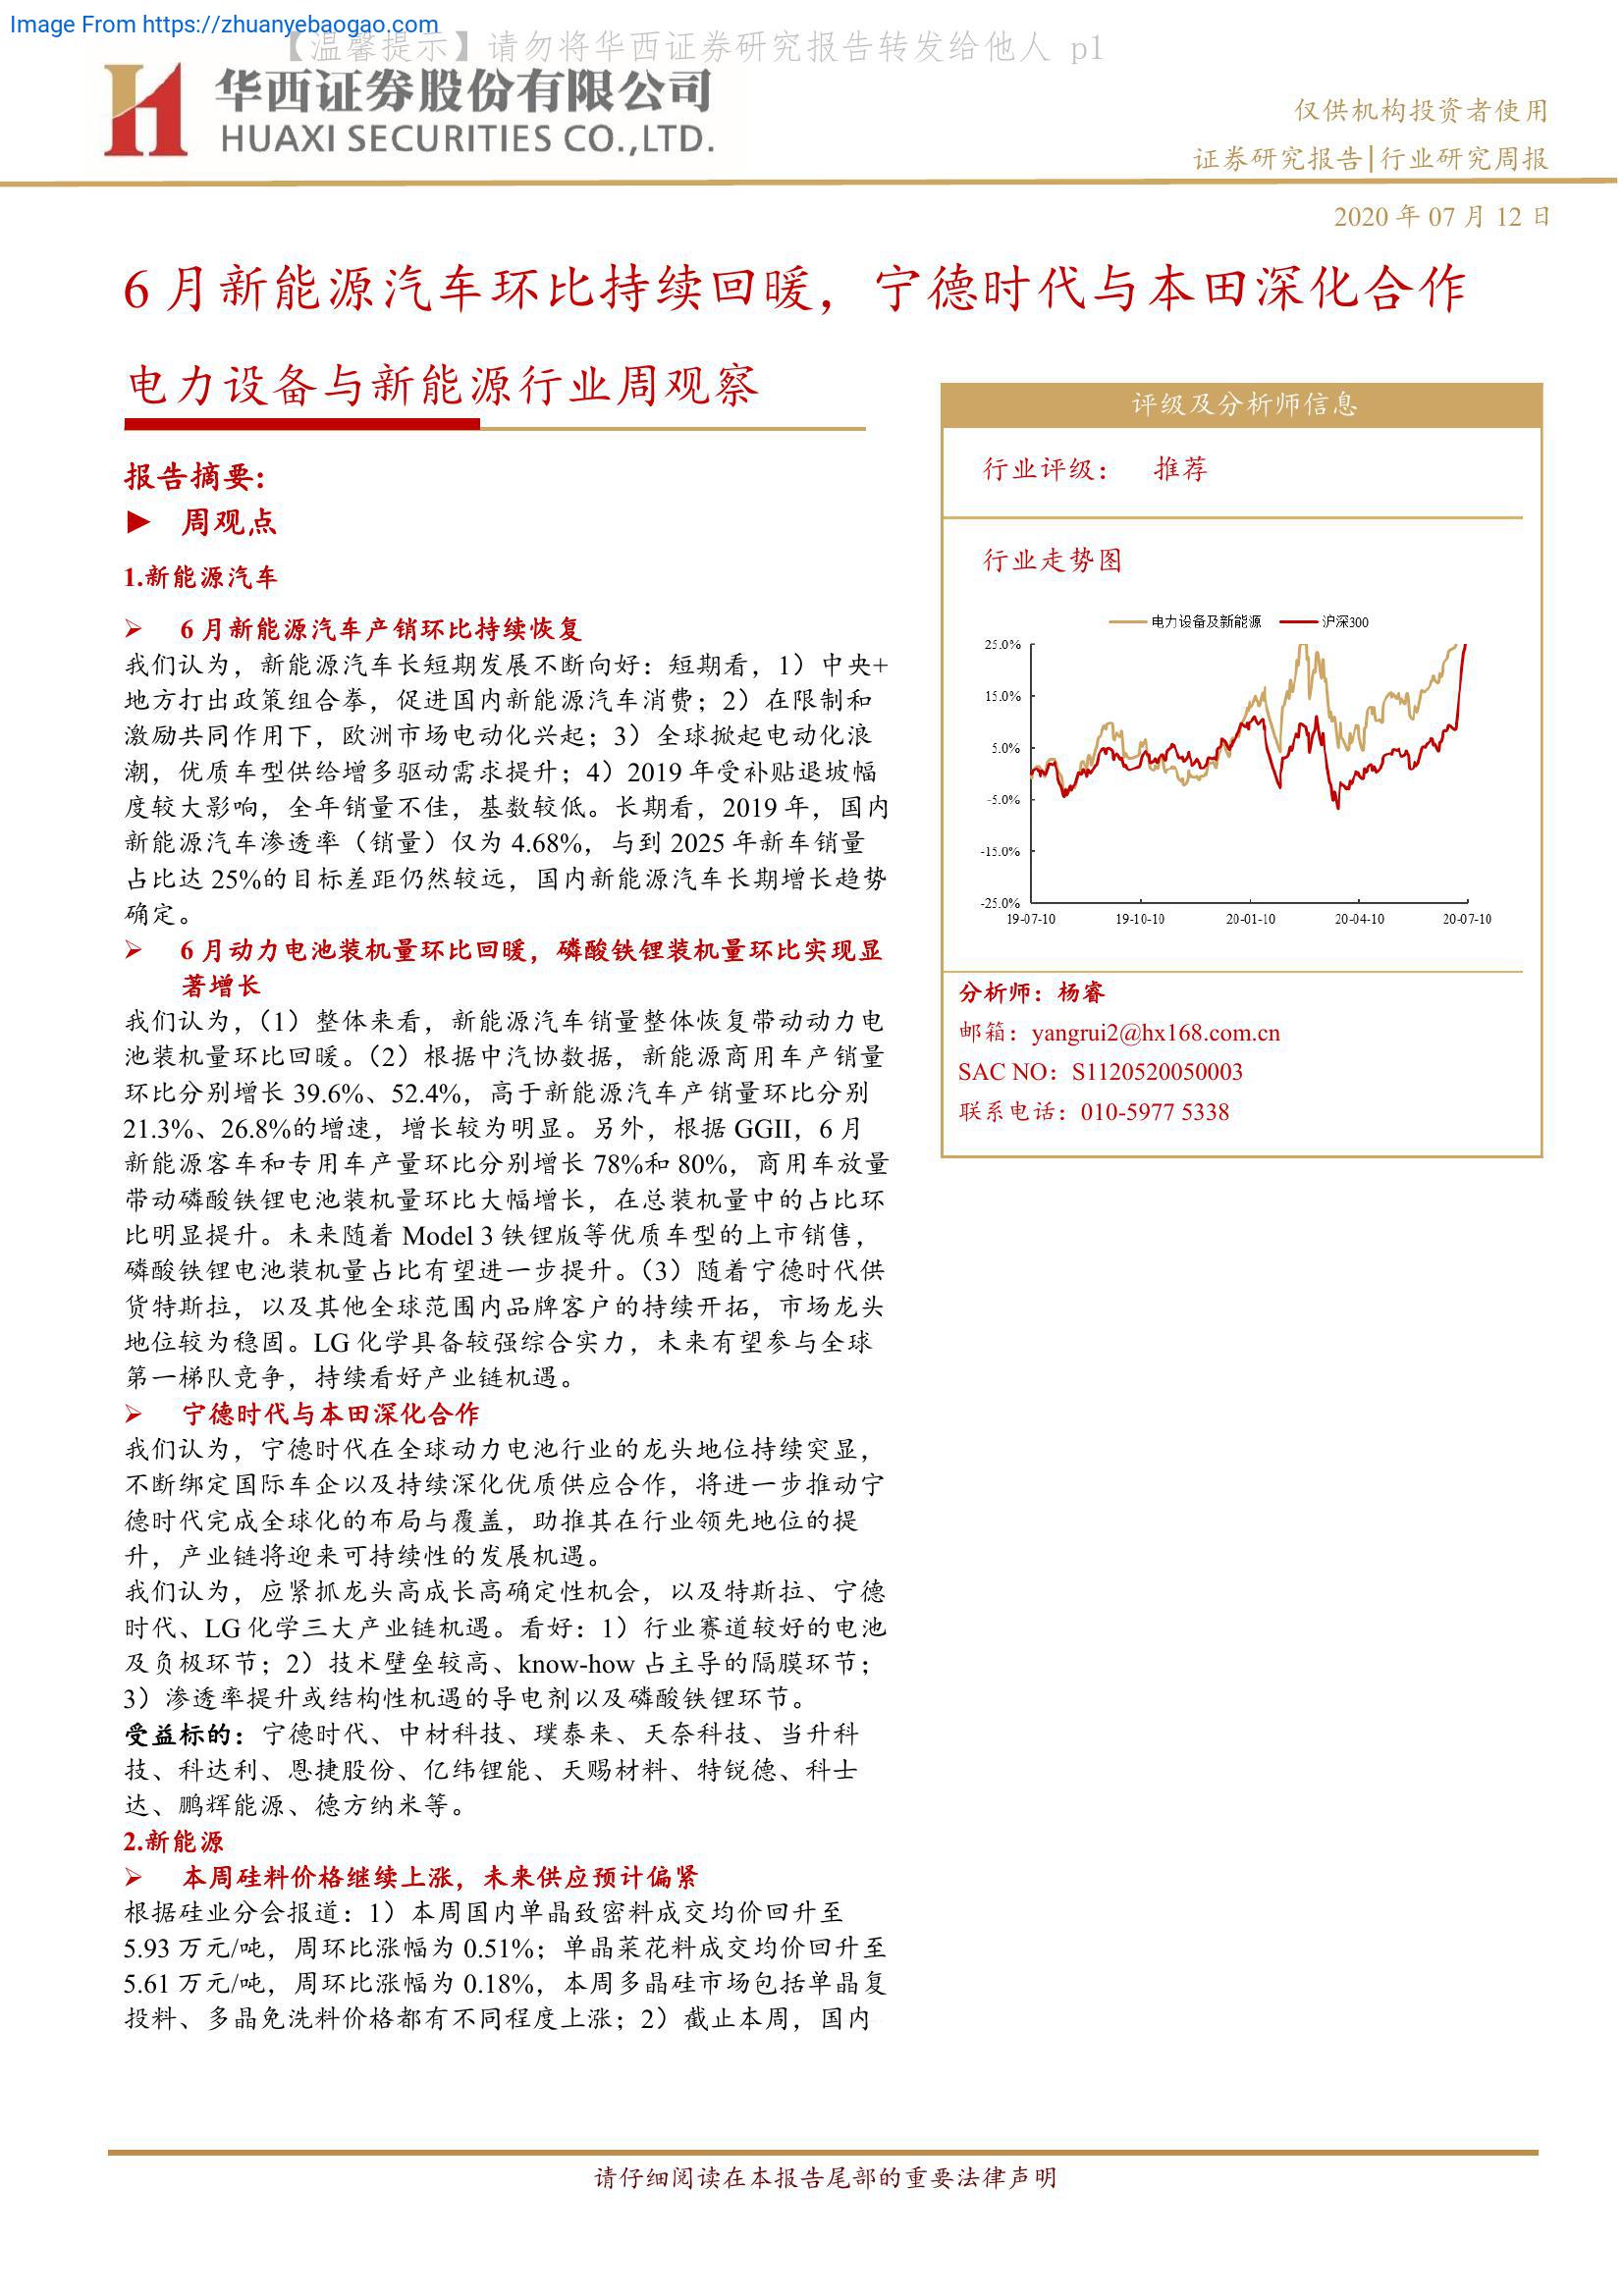 Image From https://zhuanyebaogao.com
【温馨提示】请勿将华西证券研究报告转发给他人 p1
华西证券股份有限公司
HUAXI SECURITIES CO.,LTD.
仅供机构投资者使用
证券研究报告|行业研究周报
2020 年 07 月 12 日
6 月新能源汽车环比持续回暖，宁德时代与本田深化合作
电力设备与新能源行业周观察
报告摘要:
► 周观点
1.新能源汽车
➢ 6 月新能源汽车产销环比持续恢复
我们认为，新能源汽车长短期发展不断向好：短期看，1）中央+
地方打出政策组合拳，促进国内新能源汽车消费；2）在限制和
激励共同作用下，欧洲市场电动化兴起；3）全球掀起电动化浪
潮，优质车型供给增多驱动需求提升；4）2019 年受补贴退坡幅
度较大影响，全年销量不佳，基数较低。长期看，2019 年，国内
新能源汽车渗透率（销量）仅为 4.68%，与到 2025 年新车销量
占比达 25%的目标差距仍然较远，国内新能源汽车长期增长趋势
确定。
➢ 6 月动力电池装机量环比回暖，磷酸铁锂装机量环比实现显
著增长
我们认为，（1）整体来看，新能源汽车销量整体恢复带动动力电
池装机量环比回暖。（2）根据中汽协数据，新能源商用车产销量
环比分别增长 39.6%、52.4%，高于新能源汽车产销量环比分别
21.3%、26.8%的增速，增长较为明显。另外，根据 GGII，6 月
新能源客车和专用车产量环比分别增长 78%和 80%，商用车放量
带动磷酸铁锂电池装机量环比大幅增长，在总装机量中的占比环
比明显提升。未来随着 Model 3 铁锂版等优质车型的上市销售，
磷酸铁锂电池装机量占比有望进一步提升。（3）随着宁德时代供
货特斯拉，以及其他全球范围内品牌客户的持续开拓，市场龙头
地位较为稳固。LG 化学具备较强综合实力，未来有望参与全球
第一梯队竞争，持续看好产业链机遇。
➢ 宁德时代与本田深化合作
我们认为，宁德时代在全球动力电池行业的龙头地位持续突显，
不断绑定国际车企以及持续深化优质供应合作，将进一步推动宁
德时代完成全球化的布局与覆盖，助推其在行业领先地位的提
升，产业链将迎来可持续性的发展机遇。
我们认为，应紧抓龙头高成长高确定性机会，以及特斯拉、宁德
时代、LG 化学三大产业链机遇。看好：1）行业赛道较好的电池
及负极环节；2）技术壁垒较高、know-how 占主导的隔膜环节；
3）渗透率提升或结构性机遇的导电剂以及磷酸铁锂环节。
受益标的：宁德时代、中材科技、璞泰来、天奈科技、当升科
技、科达利、恩捷股份、亿纬锂能、天赐材料、特锐德、科士
达、鹏辉能源、德方纳米等。
2.新能源
➢ 本周硅料价格继续上涨，未来供应预计偏紧
根据硅业分会报道：1）本周国内单晶致密料成交均价回升至
5.93 万元/吨，周环比涨幅为 0.51%；单晶菜花料成交均价回升至
5.61 万元/吨，周环比涨幅为 0.18%，本周多晶硅市场包括单晶复
投料、多晶免洗料价格都有不同程度上涨；2）截止本周，国内
评级及分析师信息
行业评级： 推荐
行业走势图
电力设备及新能源 沪深300
25.0%
15.0%
5.0%
-5.0%
-15.0%
-25.0%
19-07-10 19-10-10 20-01-10 20-04-10 20-07-10
分析师：杨睿
邮箱：yangrui2@hx168.com.cn
SAC NO：S1120520050003
联系电话：010-5977 5338
请仔细阅读在本报告尾部的重要法律声明